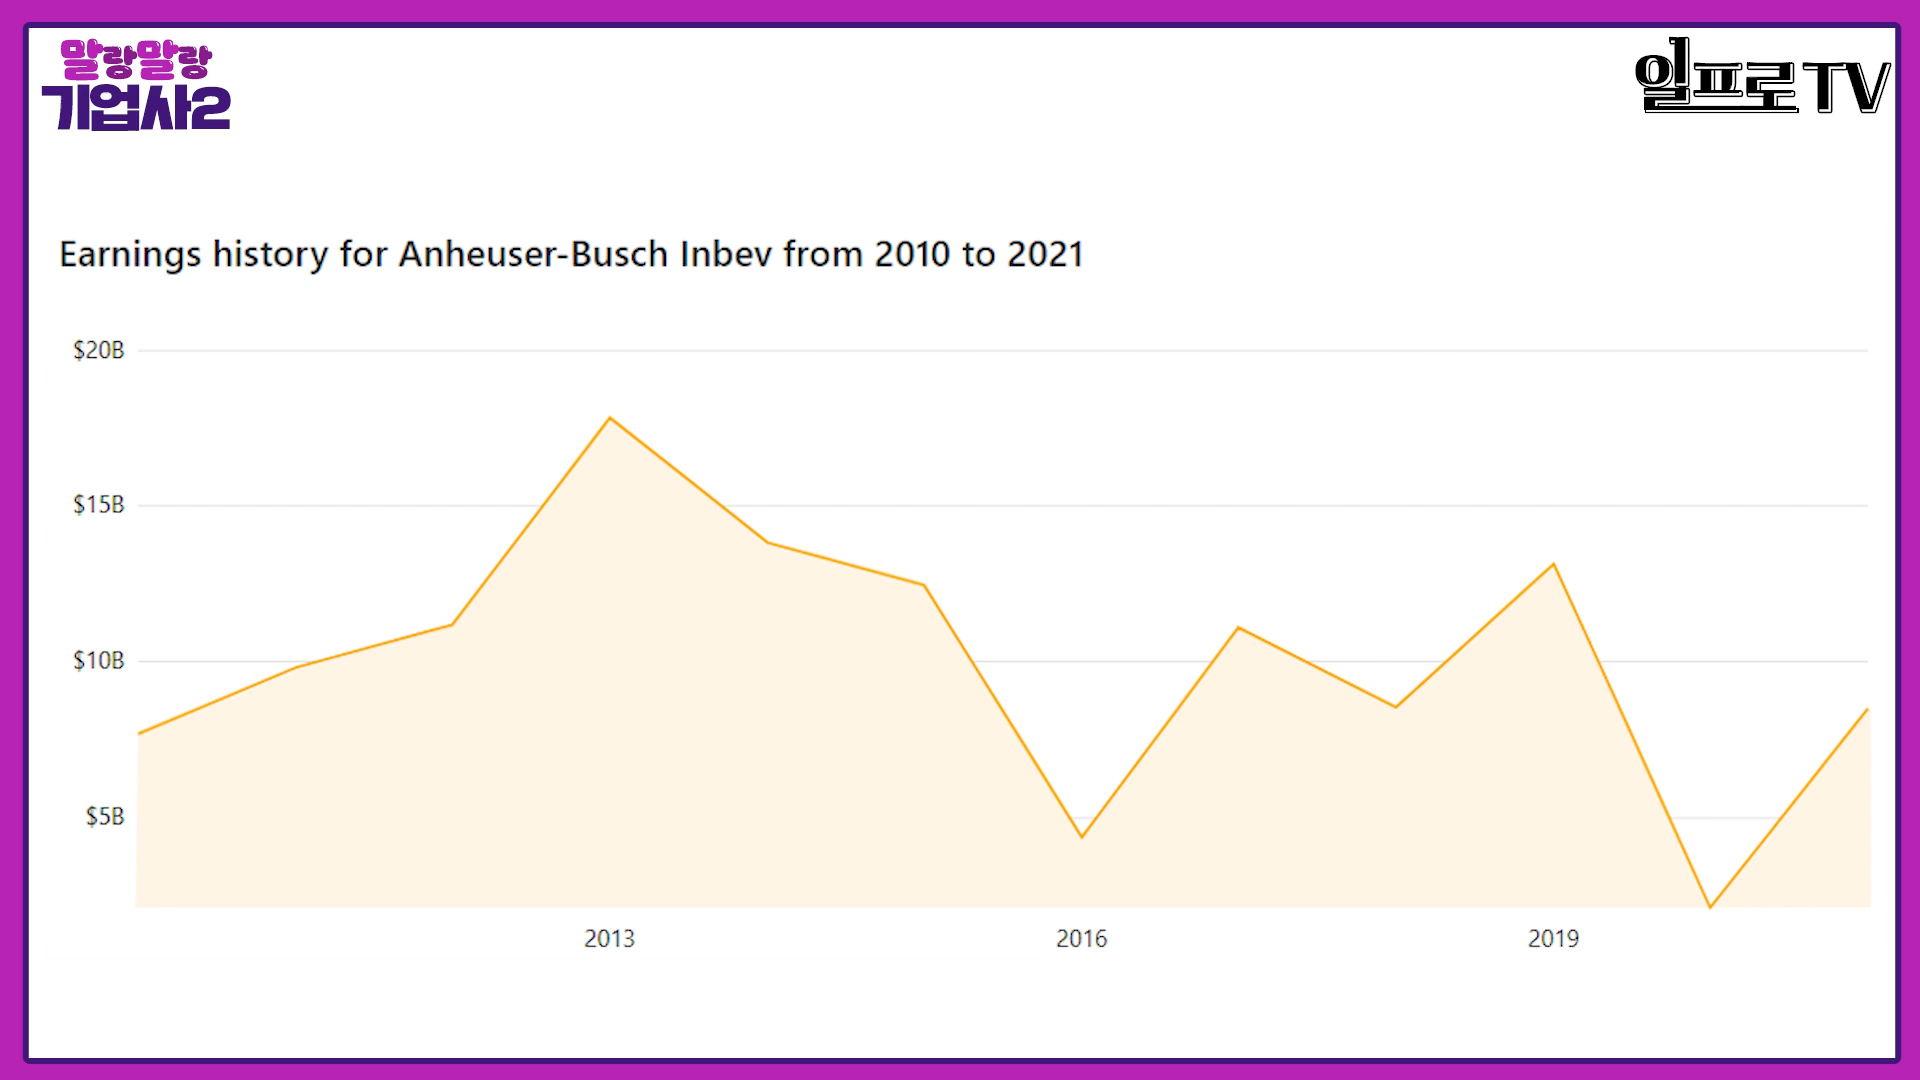 말랑말랑
기업사2
일프로TV
Earnings history for Anheuser-Busch Inbev from 2010 to 2021
$20B
$15B
$10B
$5B
2013
2016
2019